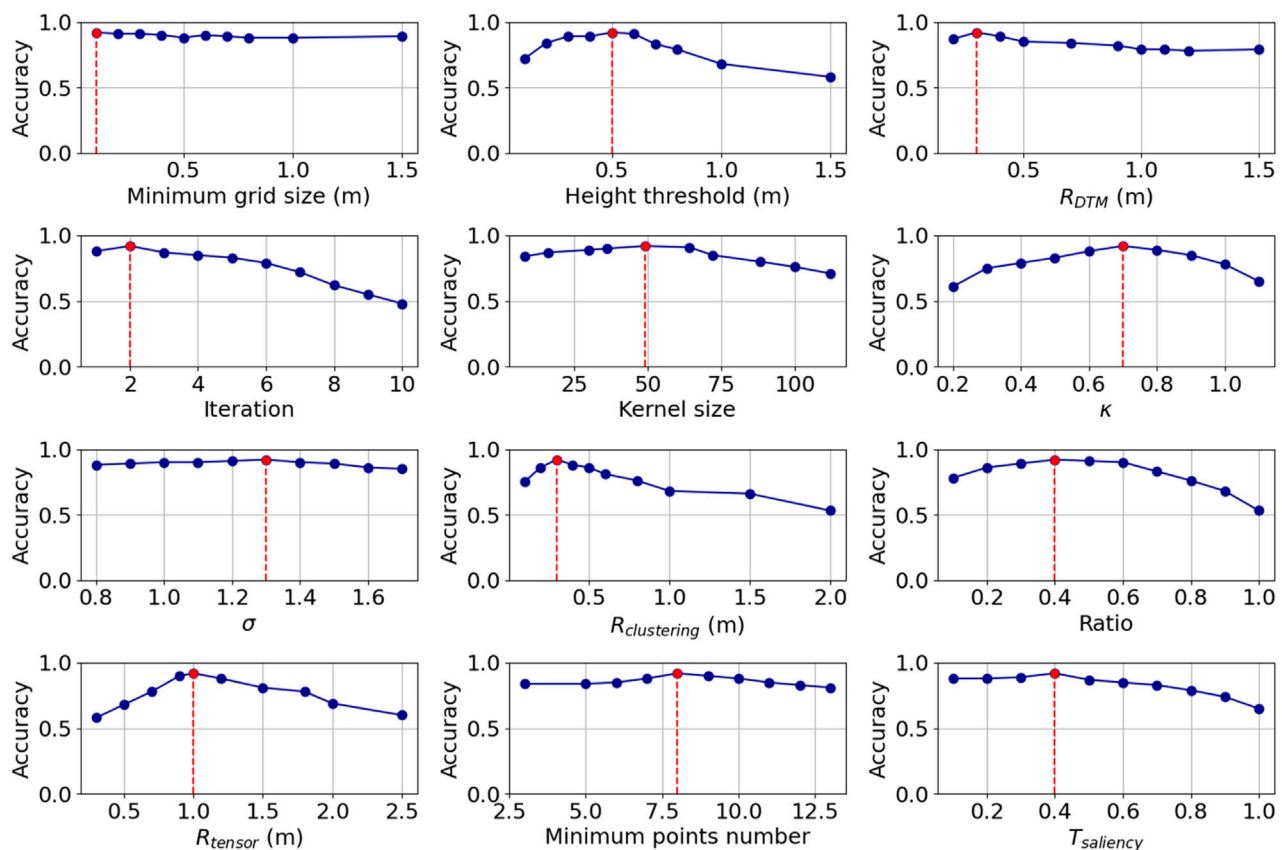 1.0
0.5
0.0
Accuracy
0.5 1.0 1.5
Minimum grid size (m)
1.0
0.5
0.0
Accuracy
0.5 1.0 1.5
Height threshold (m)
1.0
0.5
0.0
Accuracy
0.5 1.0 1.5
R_DTM (m)
1.0
0.5
0.0
Accuracy
2 4 6 8 10
Iteration
1.0
0.5
0.0
Accuracy
25 50 75 100
Kernel size
1.0
0.5
0.0
Accuracy
0.2 0.4 0.6 0.8 1.0
κ
1.0
0.5
0.0
Accuracy
0.8 1.0 1.2 1.4 1.6
σ
1.0
0.5
0.0
Accuracy
0.5 1.0 1.5 2.0
R_clustering (m)
1.0
0.5
0.0
Accuracy
0.2 0.4 0.6 0.8 1.0
Ratio
1.0
0.5
0.0
Accuracy
0.5 1.0 1.5 2.0 2.5
R_tensor (m)
1.0
0.5
0.0
Accuracy
2.5 5.0 7.5 10.0 12.5
Minimum points number
1.0
0.5
0.0
Accuracy
0.2 0.4 0.6 0.8 1.0
T_saliency